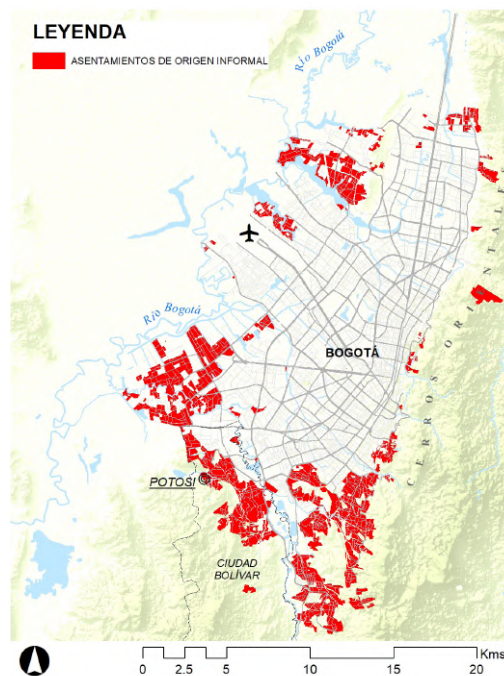 LEYENDA
ASENTAMIENTOS DE ORIGEN INFORMAL
Río Bogotá
Río Bogotá
BOGOTÁ
CERROS ORIENTALES
POTOSI
CIUDAD
BOLÍVAR
Kms
0 2.5 5 10 15 20